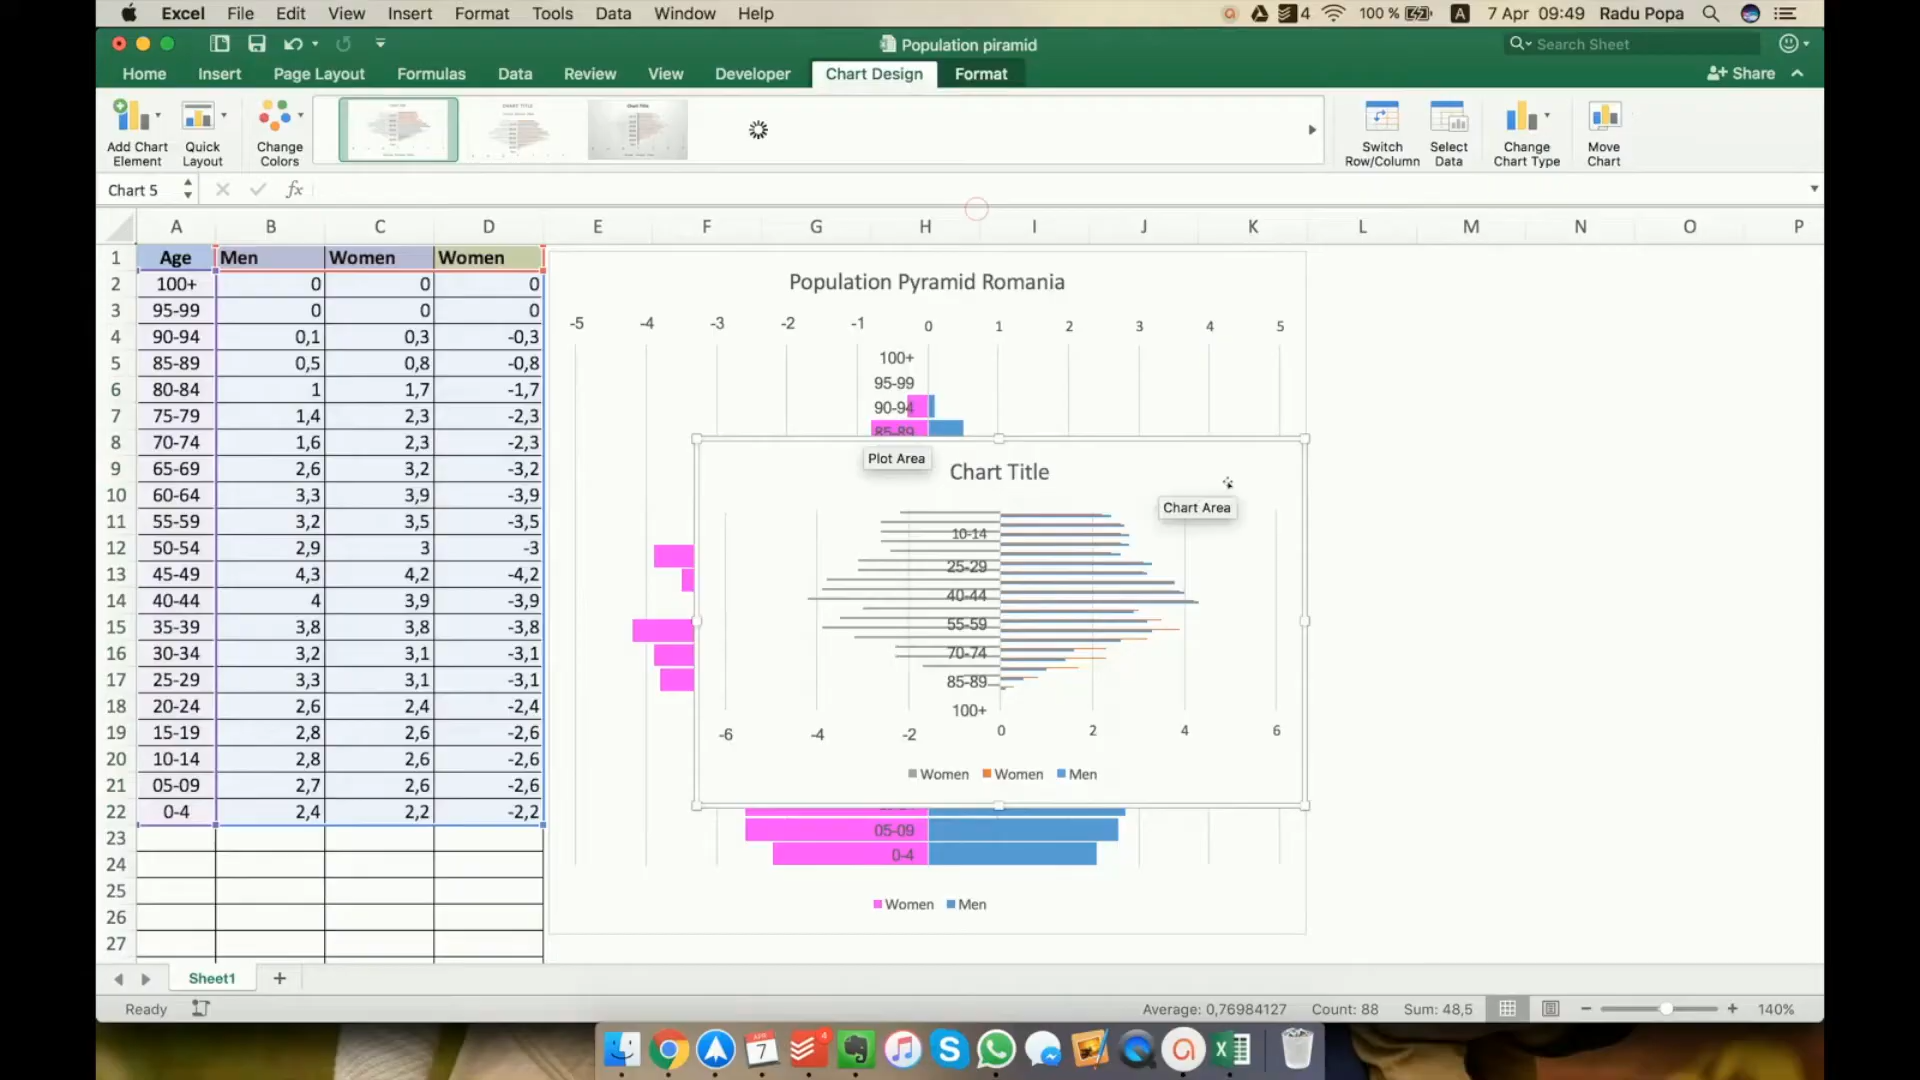 Excel File Edit View Insert Format Tools Data Window Help 4 100 % A 7 Apr 09:49 Radu Popa
Population piramid Search Sheet
Home Insert Page Layout Formulas Data Review View Developer Chart Design Format Share
Add Chart Element Quick Layout Change Colors Switch Row/Column Select Data Change Chart Type Move Chart
Chart 5 fx
A B C D E F G H I J K L M N O P
1 Age Men Women Women
2 100+ 0 0 0
3 95-99 0 0 0
4 90-94 0,1 0,3 -0,3
5 85-89 0,5 0,8 -0,8
6 80-84 1 1,7 -1,7
7 75-79 1,4 2,3 -2,3
8 70-74 1,6 2,3 -2,3
9 65-69 2,6 3,2 -3,2
10 60-64 3,3 3,9 -3,9
11 55-59 3,2 3,5 -3,5
12 50-54 2,9 3 -3
13 45-49 4,3 4,2 -4,2
14 40-44 4 3,9 -3,9
15 35-39 3,8 3,8 -3,8
16 30-34 3,2 3,1 -3,1
17 25-29 3,3 3,1 -3,1
18 20-24 2,6 2,4 -2,4
19 15-19 2,8 2,6 -2,6
20 10-14 2,8 2,6 -2,6
21 05-09 2,7 2,6 -2,6
22 0-4 2,4 2,2 -2,2
23
24
25
26
27
Population Pyramid Romania
-5 -4 -3 -2 -1 0 1 2 3 4 5
100+
95-99
90-94
85-89
Plot Area
Chart Title
Chart Area
10-14
25-29
40-44
55-59
70-74
85-89
100+
-6 -4 -2 0 2 4 6
Women Women Men
05-09
0-4
Women Men
Sheet1 +
Ready Average: 0,76984127 Count: 88 Sum: 48,5 140%
APR 7 4